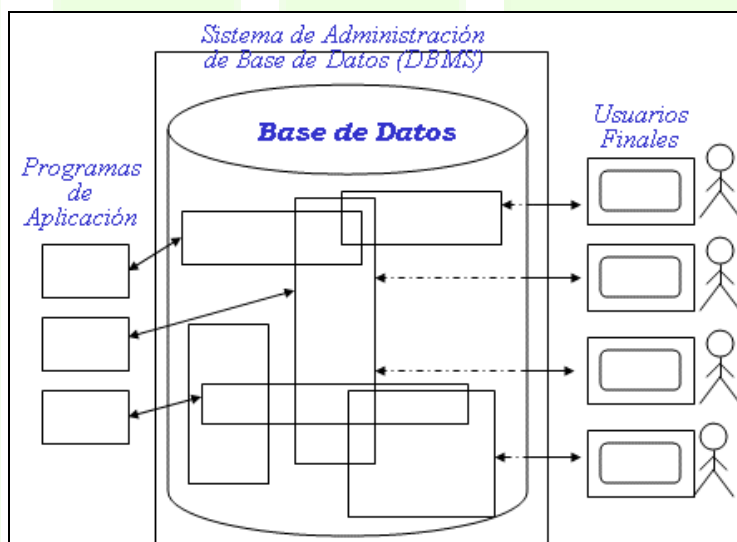 Sistema de Administración
de Base de Datos (DBMS)
Base de Datos
Usuarios
Finales
Programas
de
Aplicación